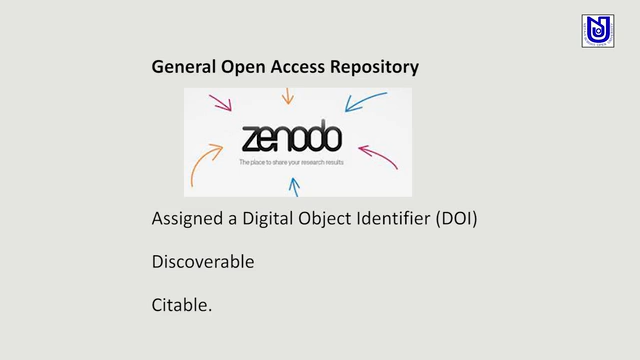 General Open Access Repository
zenodo
The place to share your research results
Assigned a Digital Object Identifier (DOI)
Discoverable
Citable.